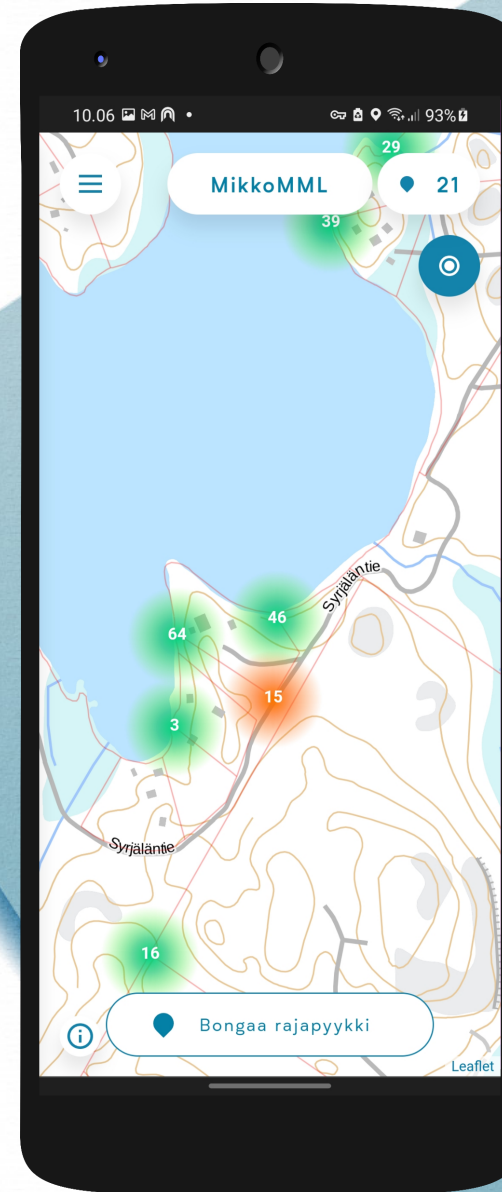 10.06
93%
29
MikkoMML
21
39
Syrjäläntie
64
46
15
3
Syrjäläntie
16
Bongaa rajapyykki
Leaflet